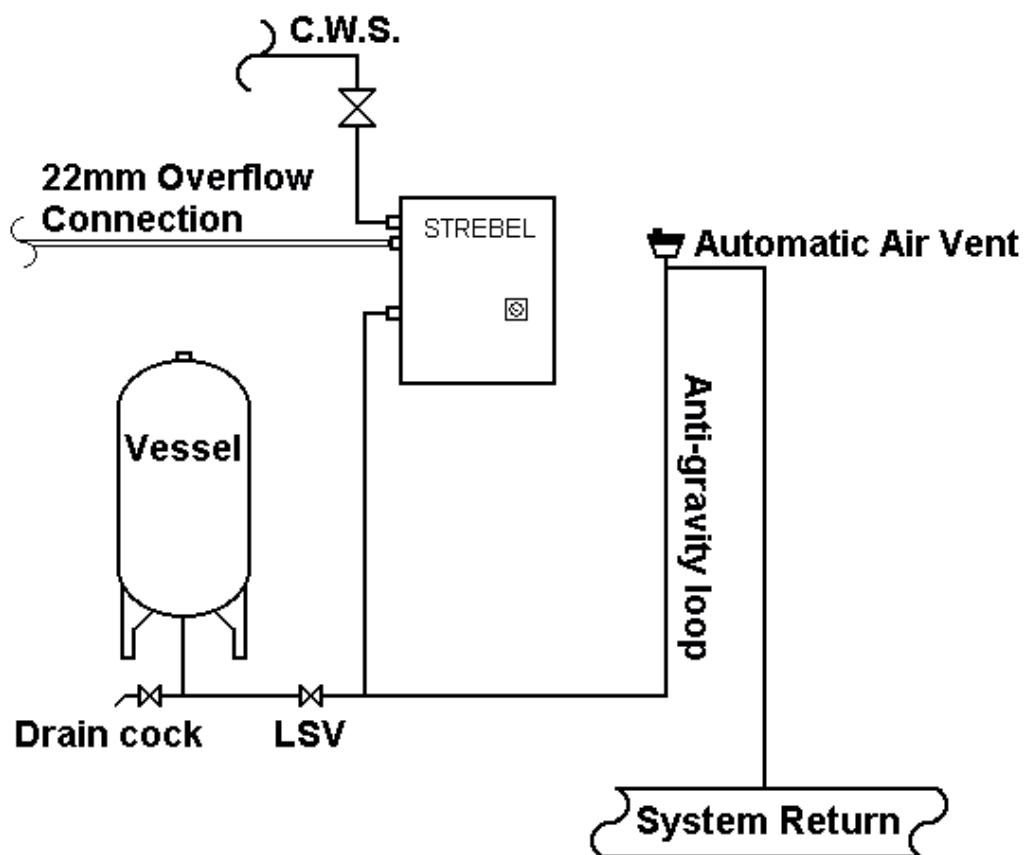 C.W.S.
22mm Overflow
Connection
STREBEL
Automatic Air Vent
Anti-gravity loop
Vessel
Drain cock
LSV
System Return